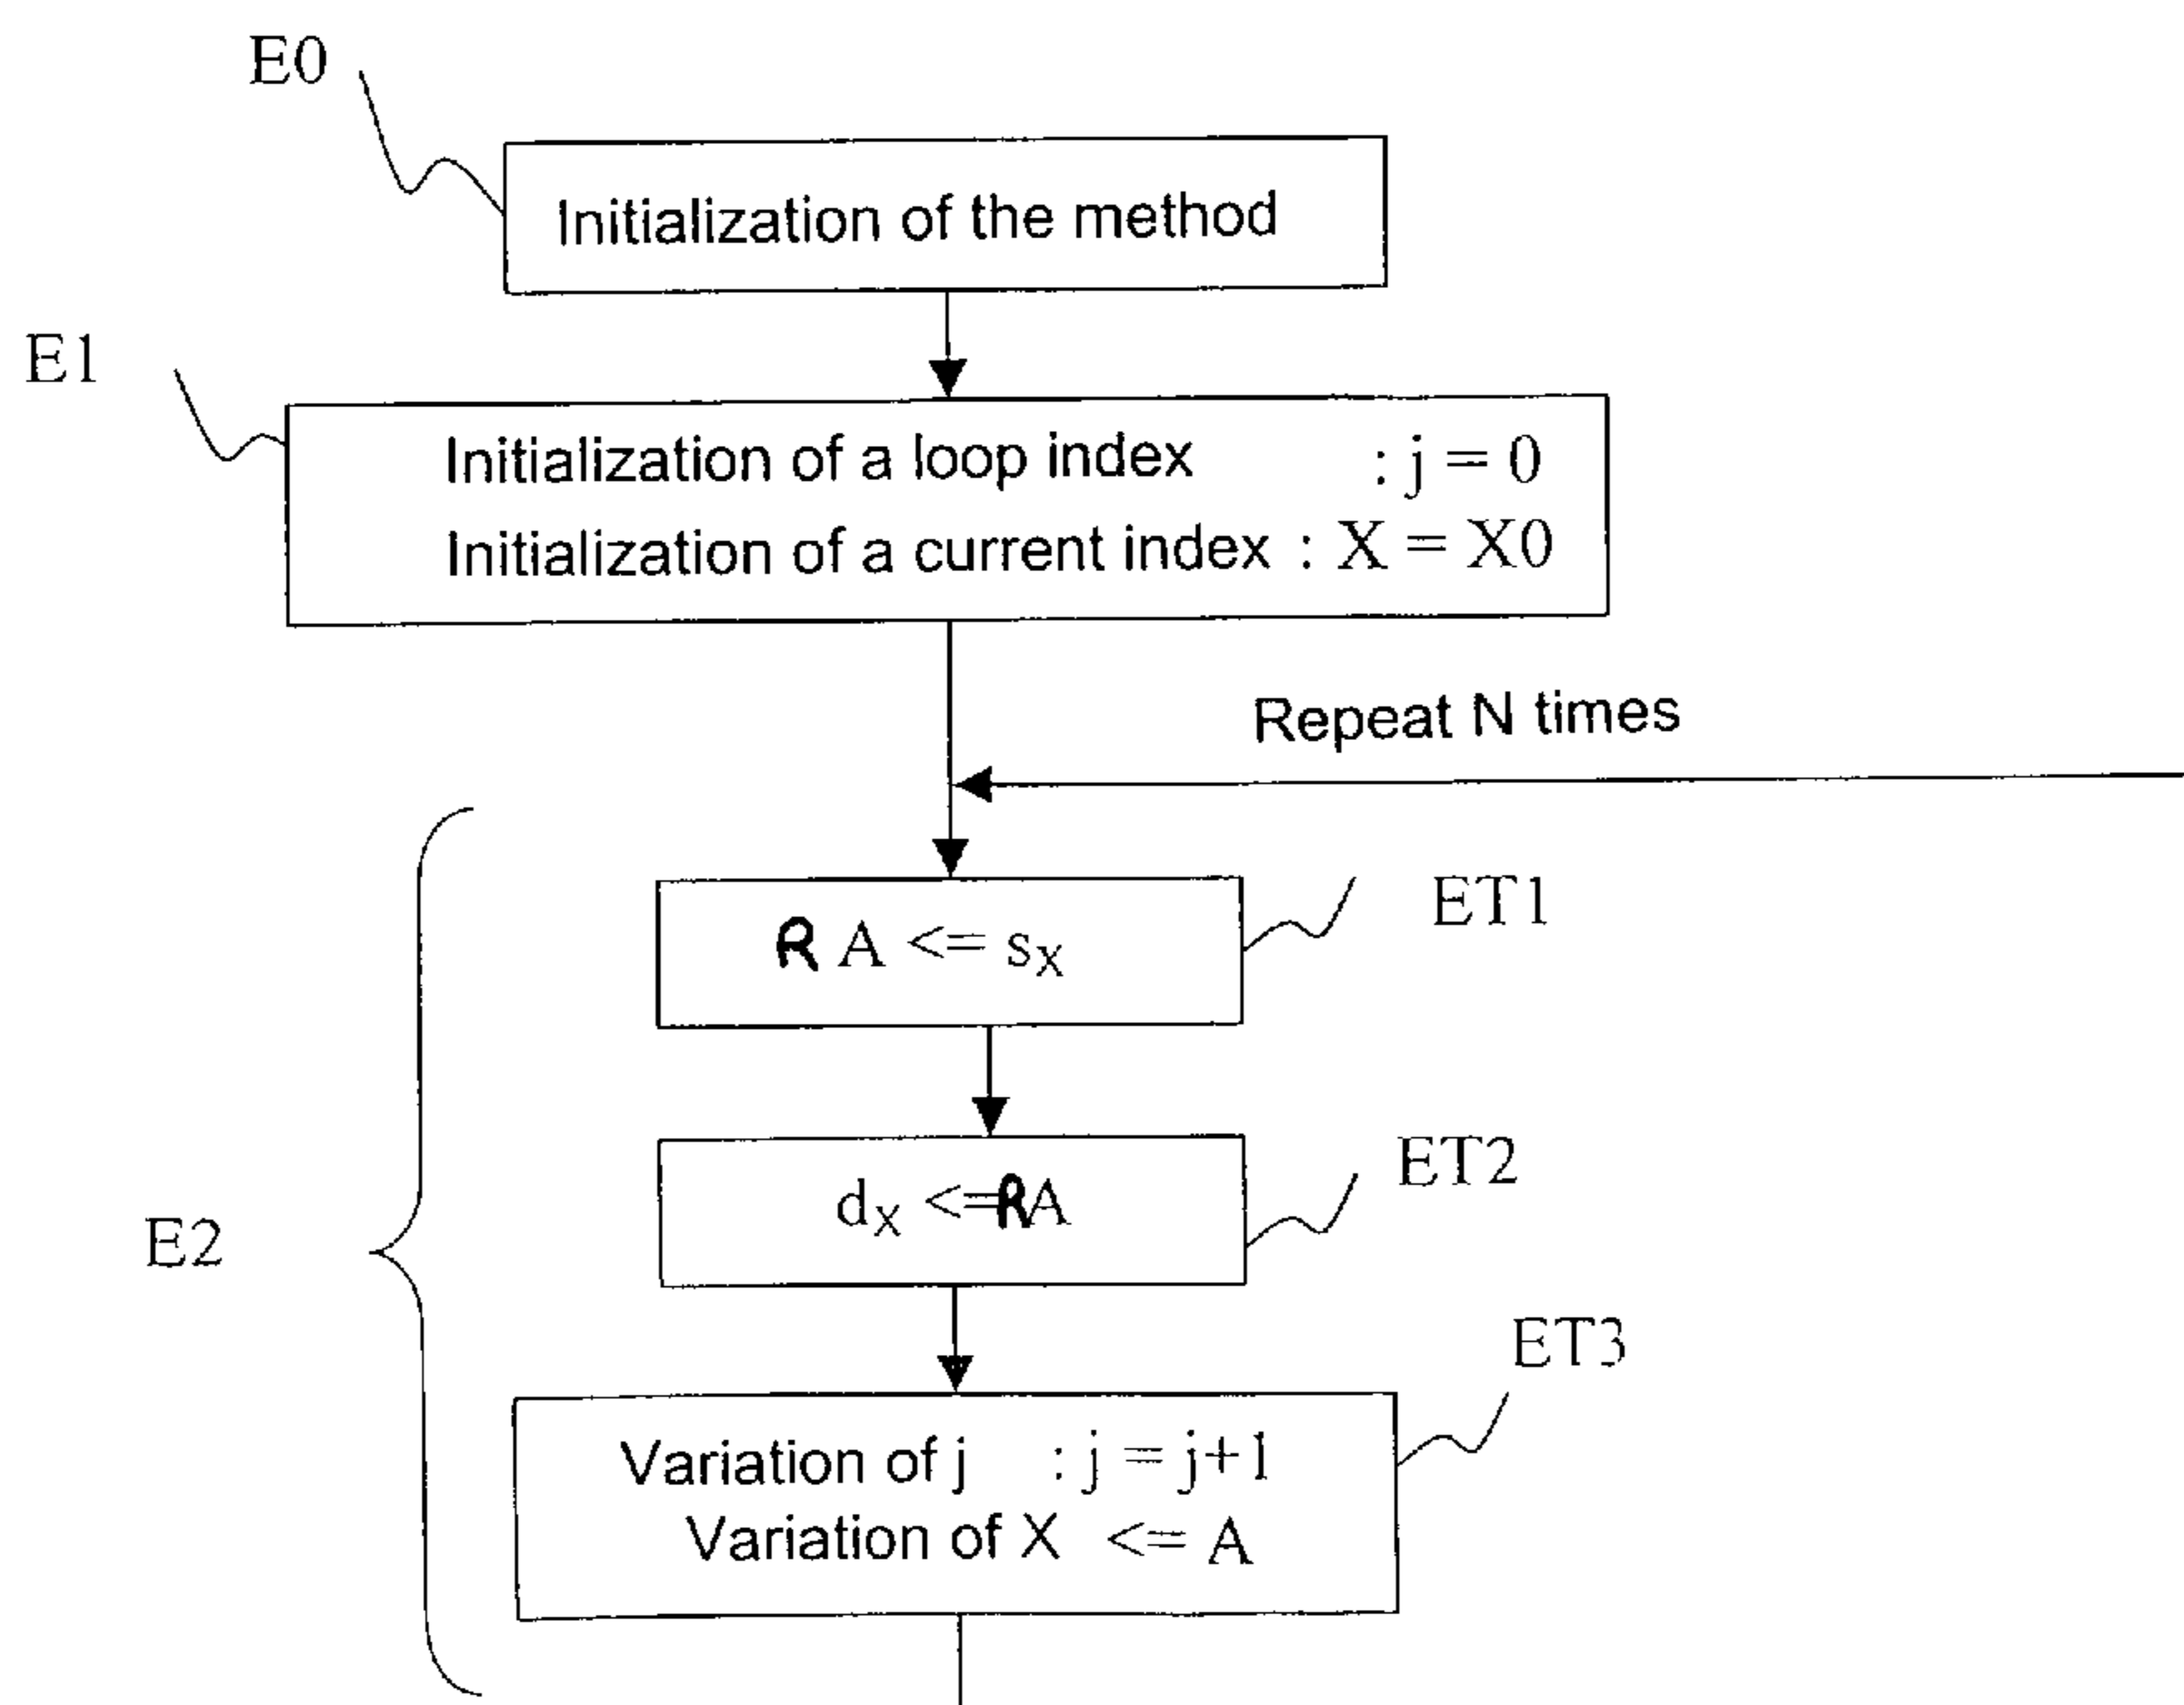 E0
Initialization of the method
E1
Initialization of a loop index : j = 0
Initialization of a current index : X = X0
Repeat N times
ET1
R A <= sX
ET2
dX <=RA
E2
ET3
Variation of j : j = j+1
Variation of X <= A